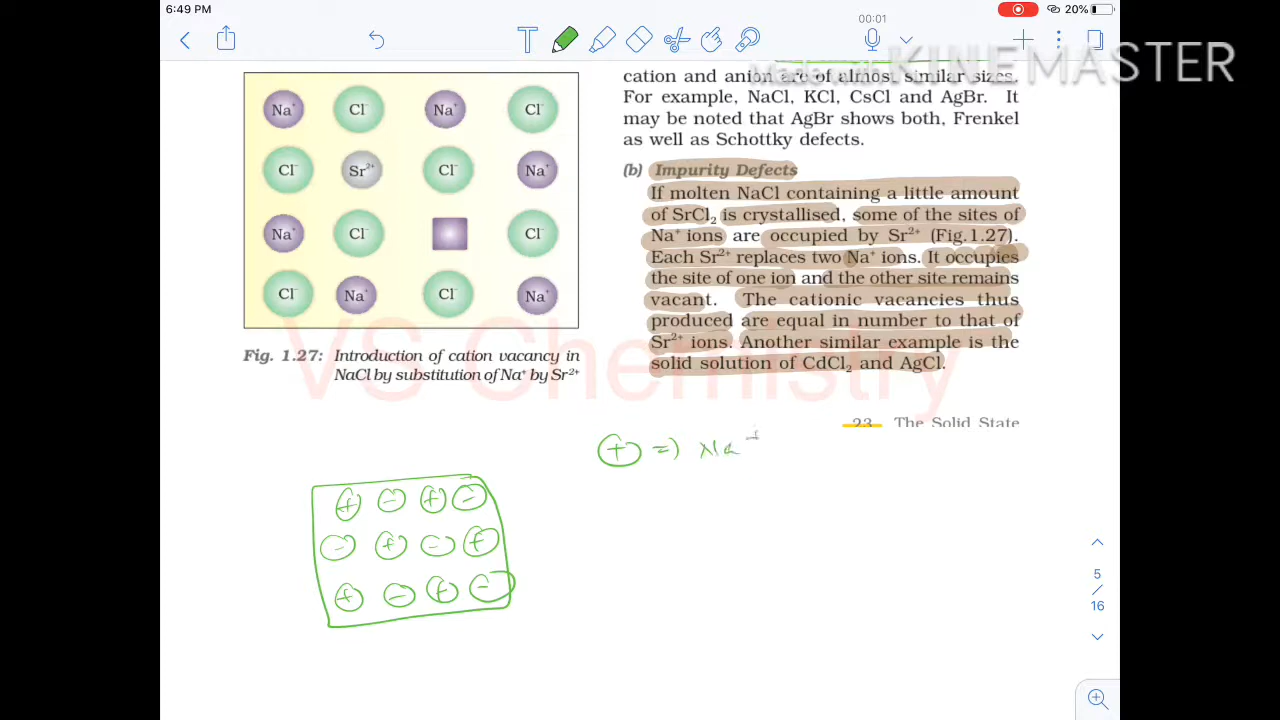 6:49 PM
20%
00:01
Made with KINEMASTER
Na⁺ Cl⁻ Na⁺ Cl⁻
Cl⁻ Sr²⁺ Cl⁻ Na⁺
Na⁺ Cl⁻ Cl⁻
Cl⁻ Na⁺ Cl⁻ Na⁺
Fig. 1.27: Introduction of cation vacancy in
NaCl by substitution of Na⁺ by Sr²⁺
cation and anion are of almost similar sizes.
For example, NaCl, KCl, CsCl and AgBr. It
may be noted that AgBr shows both, Frenkel
as well as Schottky defects.
(b) Impurity Defects
If molten NaCl containing a little amount
of SrCl₂ is crystallised, some of the sites of
Na⁺ ions are occupied by Sr²⁺ (Fig.1.27).
Each Sr²⁺ replaces two Na⁺ ions. It occupies
the site of one ion and the other site remains
vacant. The cationic vacancies thus
produced are equal in number to that of
Sr²⁺ ions. Another similar example is the
solid solution of CdCl₂ and AgCl.
VS Chemistry
23 The Solid State
+ => Na⁺
+ - + -
- + - +
+ - + -
5
/
16